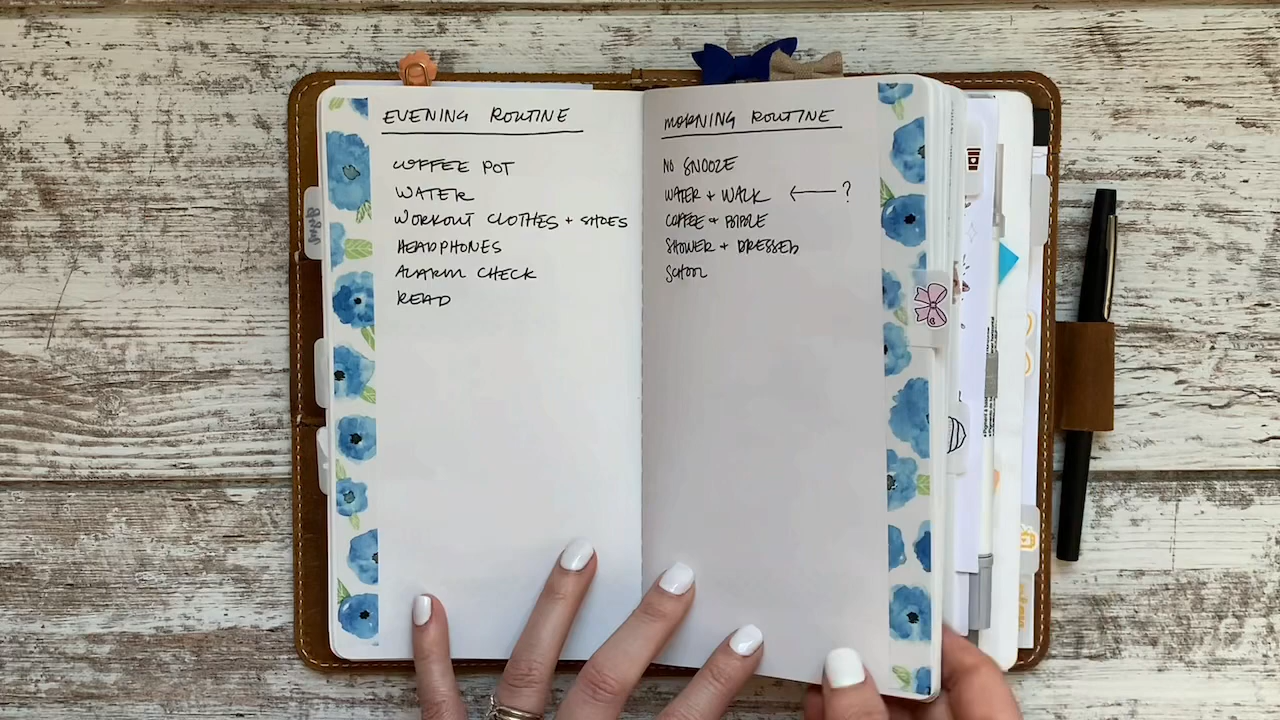 EVENING ROUTINE
COFFEE POT
WATER
WORKOUT CLOTHES + SHOES
HEADPHONES
ALARM CHECK
READ
MORNING ROUTINE
NO SNOOZE
WATER + WALK ← ?
COFFEE + BIBLE
SHOWER + DRESSED
SCHOOL